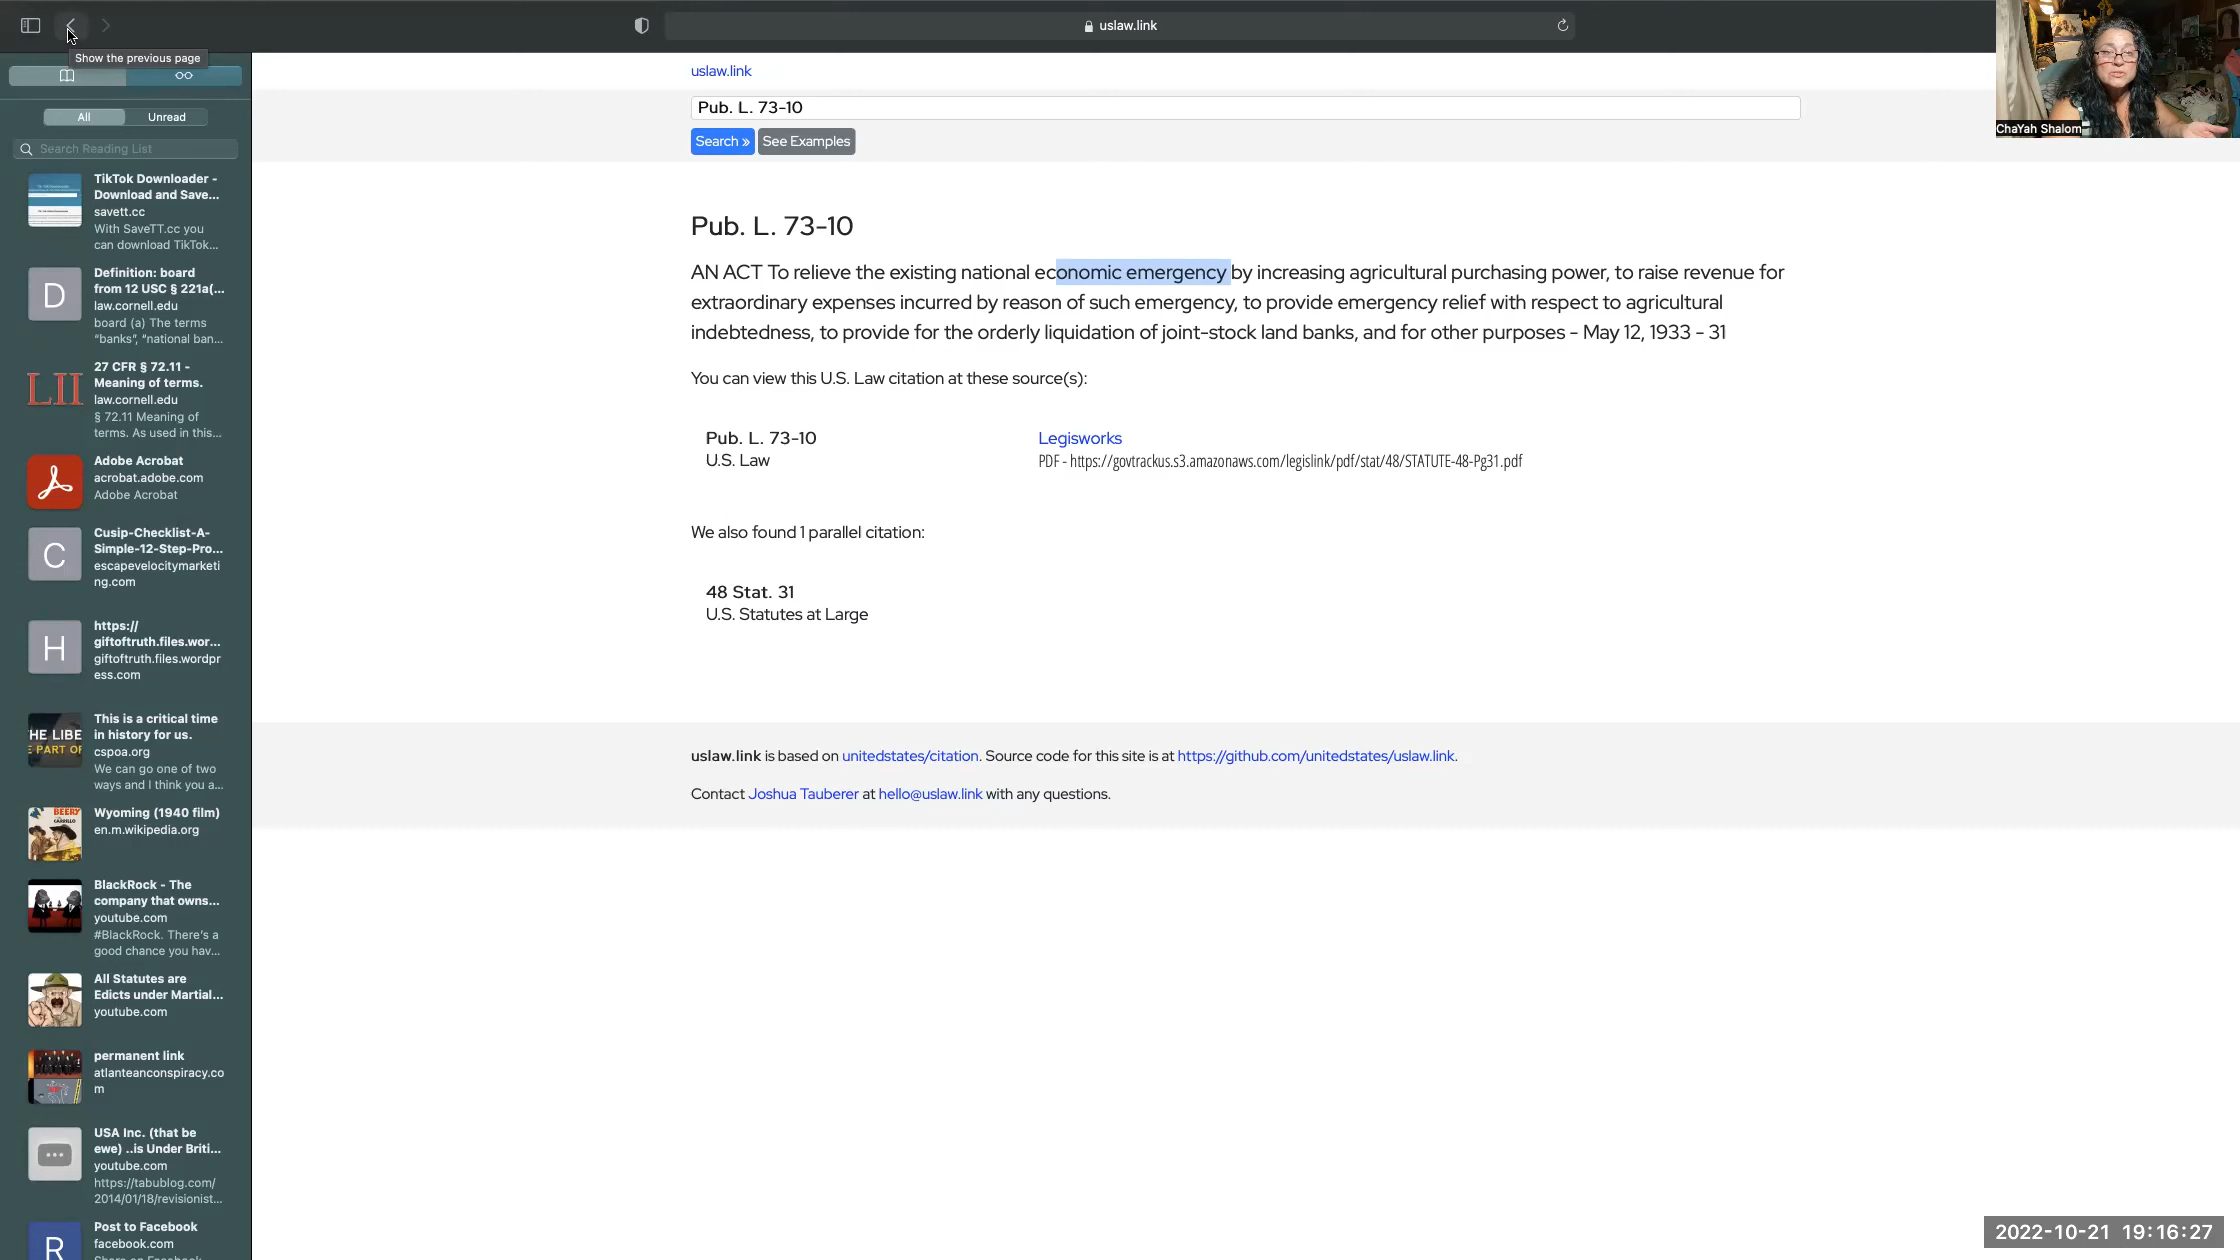 uslaw.link
Show the previous page
All
Unread
Search Reading List
TikTok Downloader -
Download and Save...
savett.cc
With SaveTT.cc you
can download TikTok...
D
Definition: board
from 12 USC § 221a(...
law.cornell.edu
board (a) The terms
"banks", "national ban...
LII
27 CFR § 72.11 -
Meaning of terms.
law.cornell.edu
§ 72.11 Meaning of
terms. As used in this...
Adobe Acrobat
acrobat.adobe.com
Adobe Acrobat
C
Cusip-Checklist-A-
Simple-12-Step-Pro...
escapevelocitymarketi
ng.com
H
https://
giftoftruth.files.wor...
giftoftruth.files.wordpr
ess.com
HE LIBE
E PART OF
This is a critical time
in history for us.
cspoa.org
We can go one of two
ways and I think you a...
BEERY
Wyoming (1940 film)
en.m.wikipedia.org
BlackRock - The
company that owns...
youtube.com
#BlackRock. There's a
good chance you hav...
All Statutes are
Edicts under Martial...
youtube.com
permanent link
atlanteanconspiracy.co
m
USA Inc. (that be
ewe) ..is Under Briti...
youtube.com
https://tabublog.com/
2014/01/18/revisionist...
R
Post to Facebook
facebook.com
uslaw.link
Pub. L. 73-10
Search »
See Examples
Pub. L. 73-10
AN ACT To relieve the existing national economic emergency by increasing agricultural purchasing power, to raise revenue for
extraordinary expenses incurred by reason of such emergency, to provide emergency relief with respect to agricultural
indebtedness, to provide for the orderly liquidation of joint-stock land banks, and for other purposes - May 12, 1933 - 31
You can view this U.S. Law citation at these source(s):
Pub. L. 73-10
U.S. Law
Legisworks
PDF - https://govtrackus.s3.amazonaws.com/legislink/pdf/stat/48/STATUTE-48-Pg31.pdf
We also found 1 parallel citation:
48 Stat. 31
U.S. Statutes at Large
uslaw.link is based on unitedstates/citation. Source code for this site is at https://github.com/unitedstates/uslaw.link.
Contact Joshua Tauberer at hello@uslaw.link with any questions.
ChaYah Shalom
2022-10-21 19:16:27